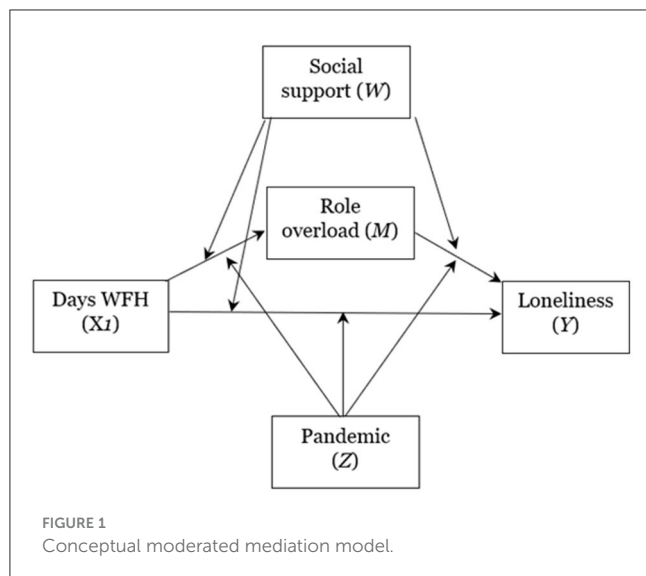 Social
support (W)
Role
overload (M)
Days WFH
(X1)
Loneliness
(Y)
Pandemic
(Z)
FIGURE 1
Conceptual moderated mediation model.